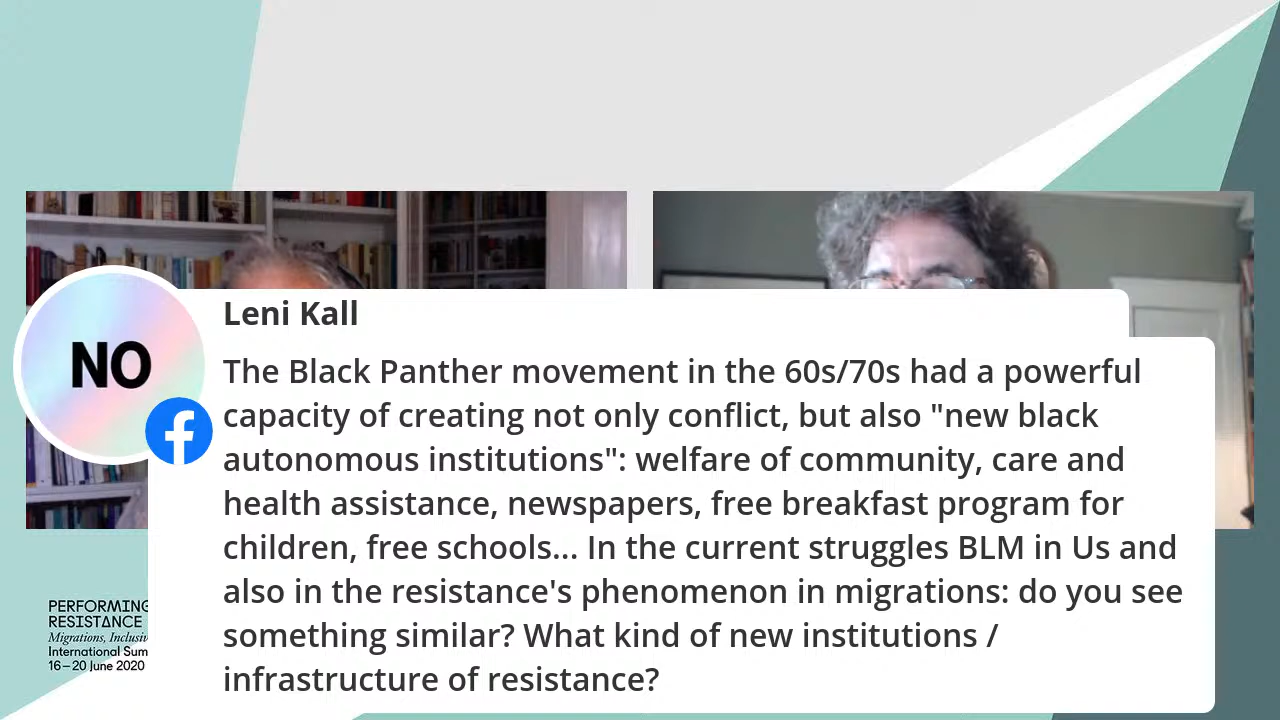 Leni Kall
NO
The Black Panther movement in the 60s/70s had a powerful
capacity of creating not only conflict, but also "new black
autonomous institutions": welfare of community, care and
health assistance, newspapers, free breakfast program for
children, free schools... In the current struggles BLM in Us and
also in the resistance's phenomenon in migrations: do you see
something similar? What kind of new institutions /
infrastructure of resistance?
PERFORMING
RESISTANCE
Migrations,
International
16–20 June 2020